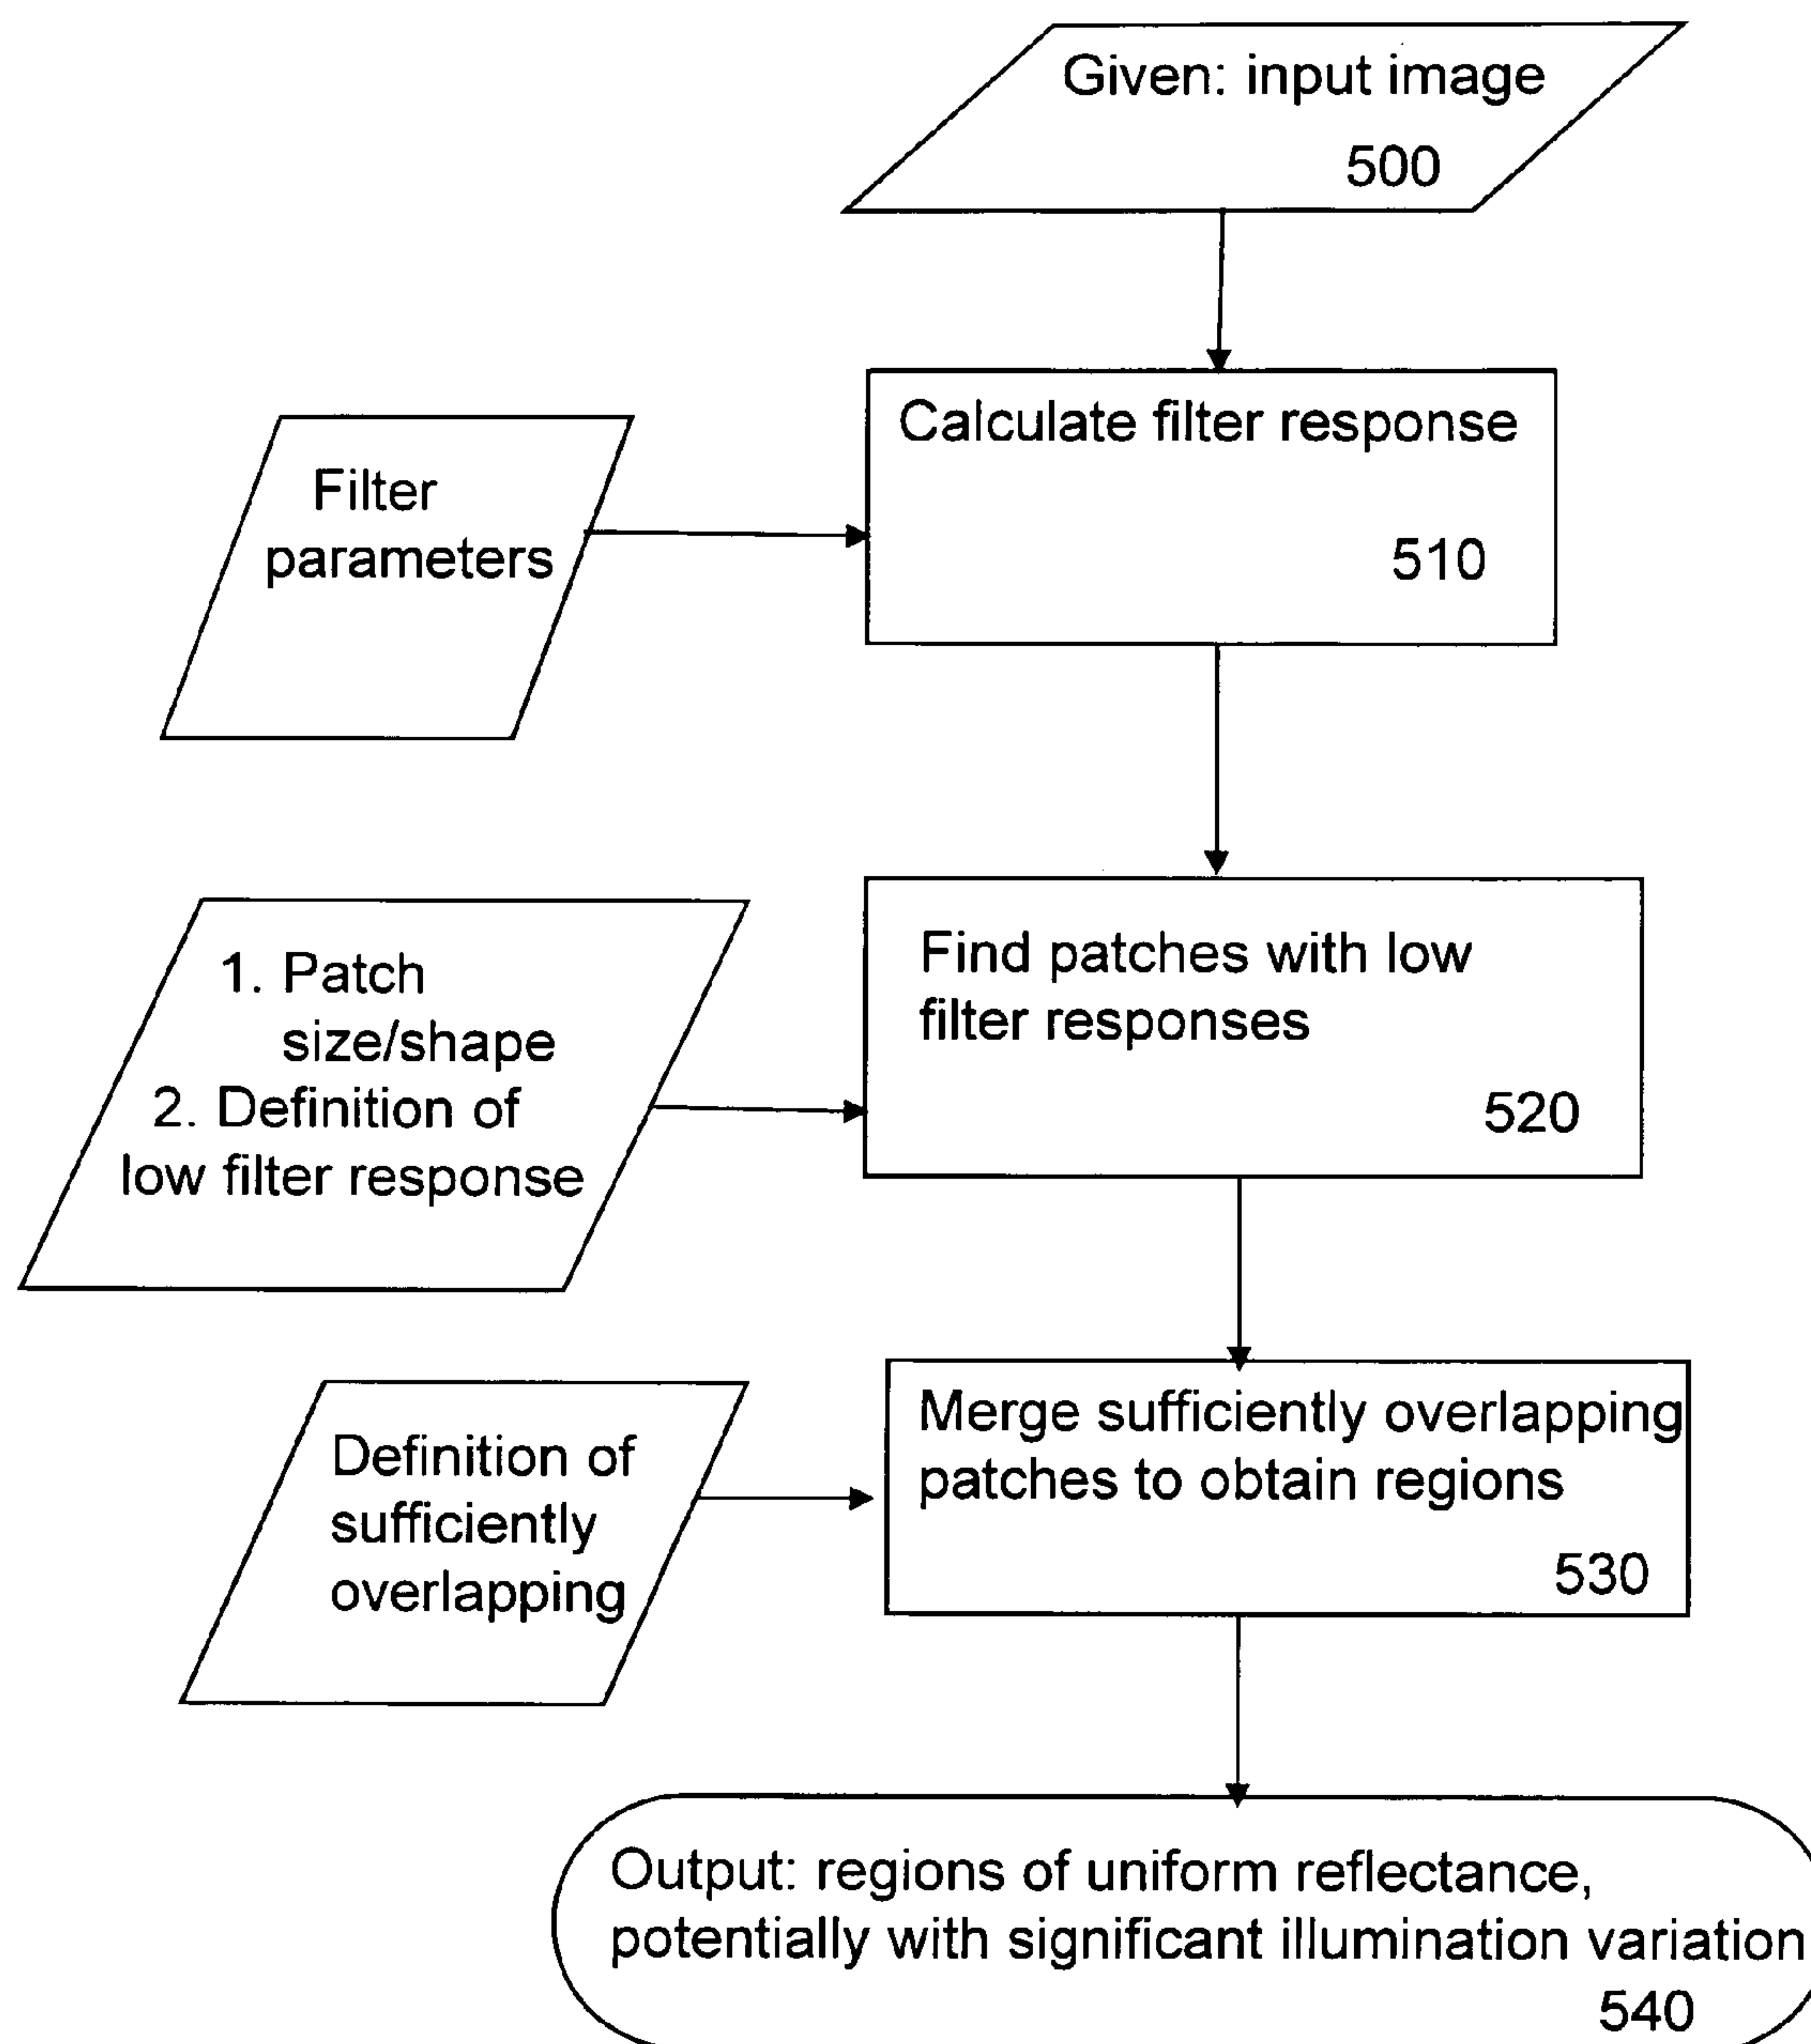 Given: input image
500
Calculate filter response
510
Filter
parameters
Find patches with low
filter responses
520
1. Patch
size/shape
2. Definition of
low filter response
Merge sufficiently overlapping
patches to obtain regions
530
Definition of
sufficiently
overlapping
Output: regions of uniform reflectance,
potentially with significant illumination variation
540